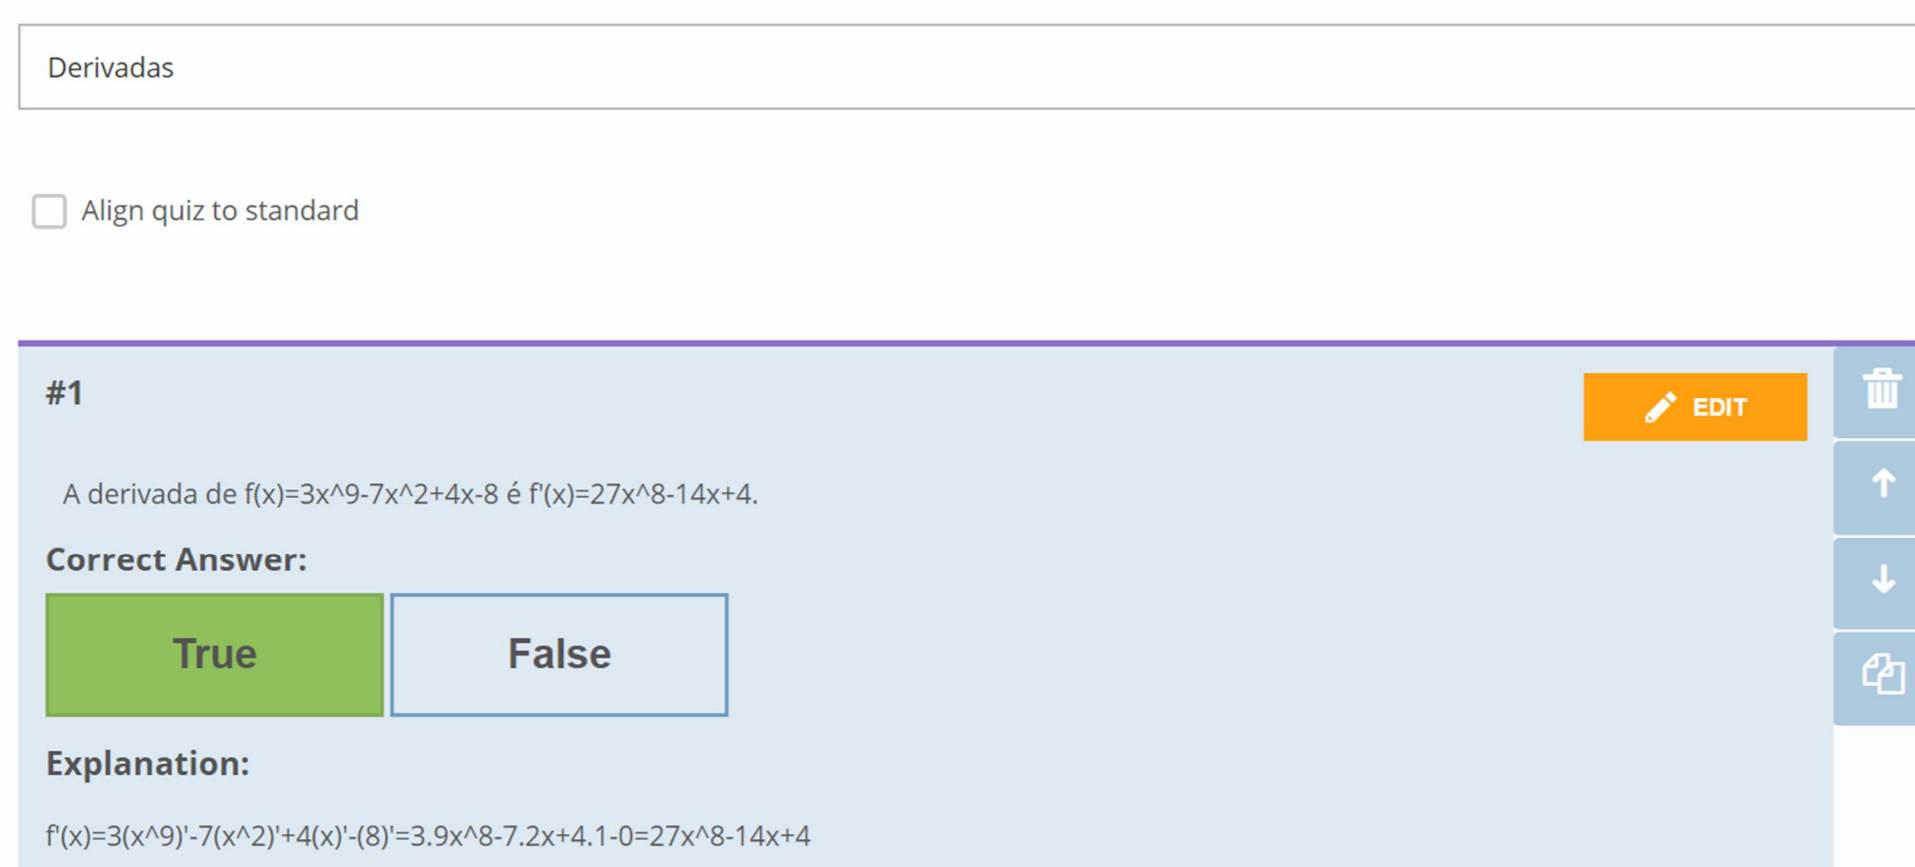 Derivadas
Align quiz to standard
#1
EDIT
A derivada de f(x)=3x^9-7x^2+4x-8 é f'(x)=27x^8-14x+4.
Correct Answer:
True
False
Explanation:
f'(x)=3(x^9)'-7(x^2)'+4(x)'-(8)'=3.9x^8-7.2x+4.1-0=27x^8-14x+4